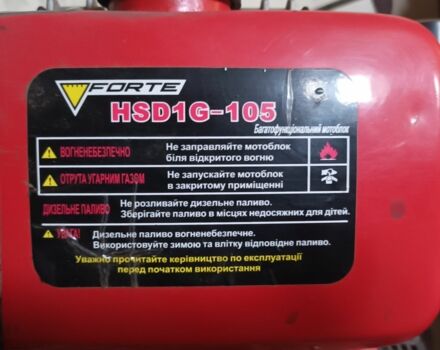 FORTE
HSD1G-105
Багатофункціональний мотоблок
ВОГНЕНЕБЕЗПЕЧНО
Не заправляйте мотоблок
біля відкритого вогню
ОТРУТА УГАРНИМ ГАЗОМ
Не запускайте мотоблок
в закритому приміщенні
ДИЗЕЛЬНЕ ПАЛИВО
Не розливайте дизельне паливо.
Зберігайте паливо в місцях недосяжних для дітей.
УВАГА!
Дизельне паливо вогненебезпечне.
Використовуйте зимою та влітку відповідне паливо.
Уважно прочитайте керівництво по експлуатації
перед початком використання